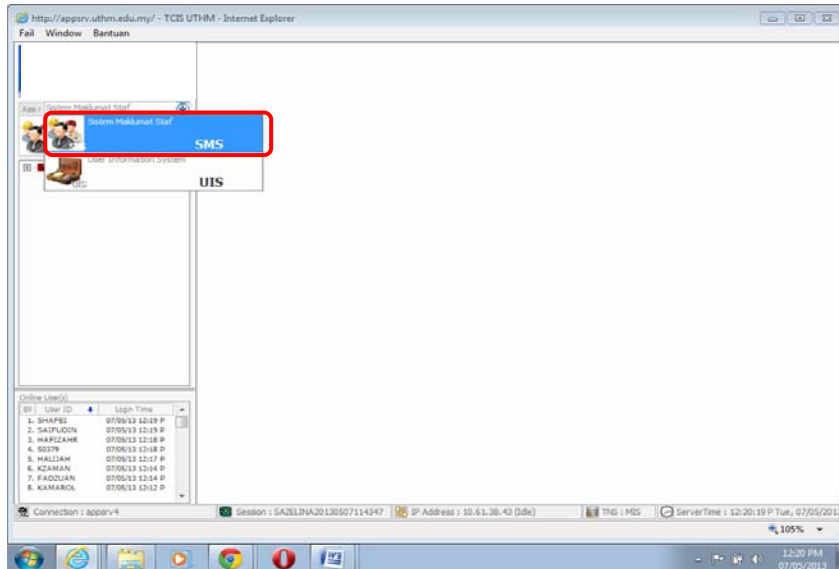 http://appsrv.uthm.edu.my/ - TCIS UTHM - Internet Explorer
Fail Window Bantuan
App : Sistem Maklumat Staf
Sistem Maklumat Staf
SMS
User Information System
UIS
UIS
Online User(s)
Bil User ID Login Time
1. SHAFEI 07/05/13 12:19 P
2. SAIFUDIN 07/05/13 12:19 P
3. HAFIZAHR 07/05/13 12:18 P
4. S0379 07/05/13 12:18 P
5. HALIJAH 07/05/13 12:17 P
6. KZAMAN 07/05/13 12:14 P
7. FADZUAN 07/05/13 12:14 P
8. KAMAROL 07/05/13 12:12 P
Connection : appsrv4 Session : SAZELINA20130507114347 IP Address : 10.61.38.43 (Idle) TNS : MIS ServerTime : 12:20:19 P Tue, 07/05/201
105%
12:20 PM
07/05/2013